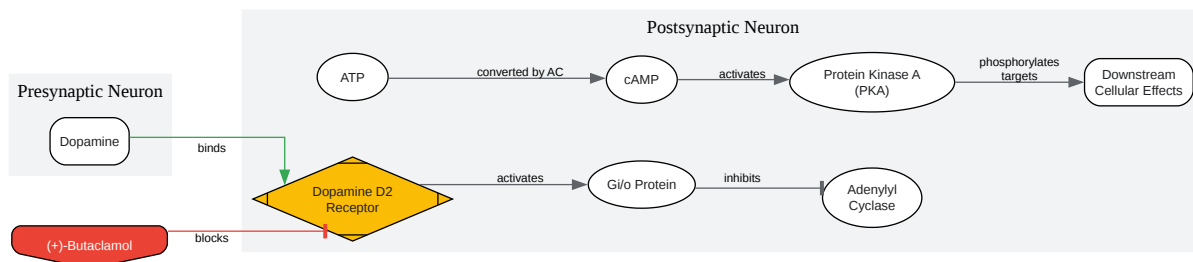 Postsynaptic Neuron
ATP
converted by AC
cAMP
activates
Protein Kinase A
(PKA)
phosphorylates
targets
Downstream
Cellular Effects
Presynaptic Neuron
Dopamine
binds
Dopamine D2
Receptor
activates
Gi/o Protein
inhibits
Adenylyl
Cyclase
(+)-Butaclamol
blocks